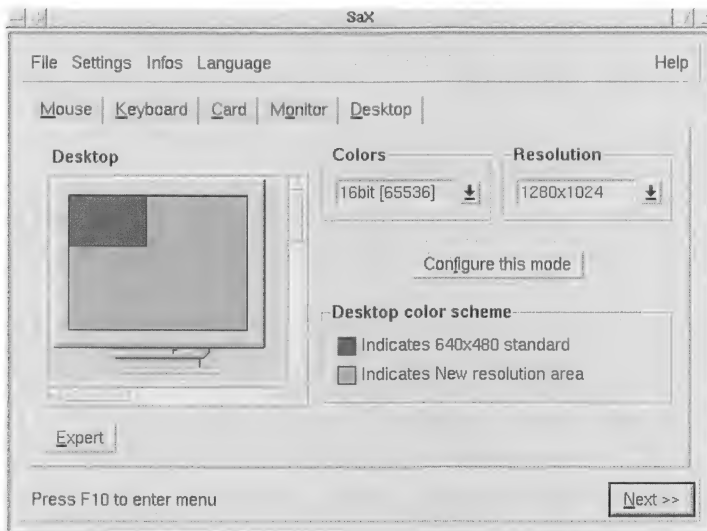 SaX
File Settings Infos Language Help
Mouse Keyboard Card Monitor Desktop
Desktop
Colors
16bit [65536]
Resolution
1280x1024
Configure this mode
Desktop color scheme
Indicates 640x480 standard
Indicates New resolution area
Expert
Press F10 to enter menu
Next >>